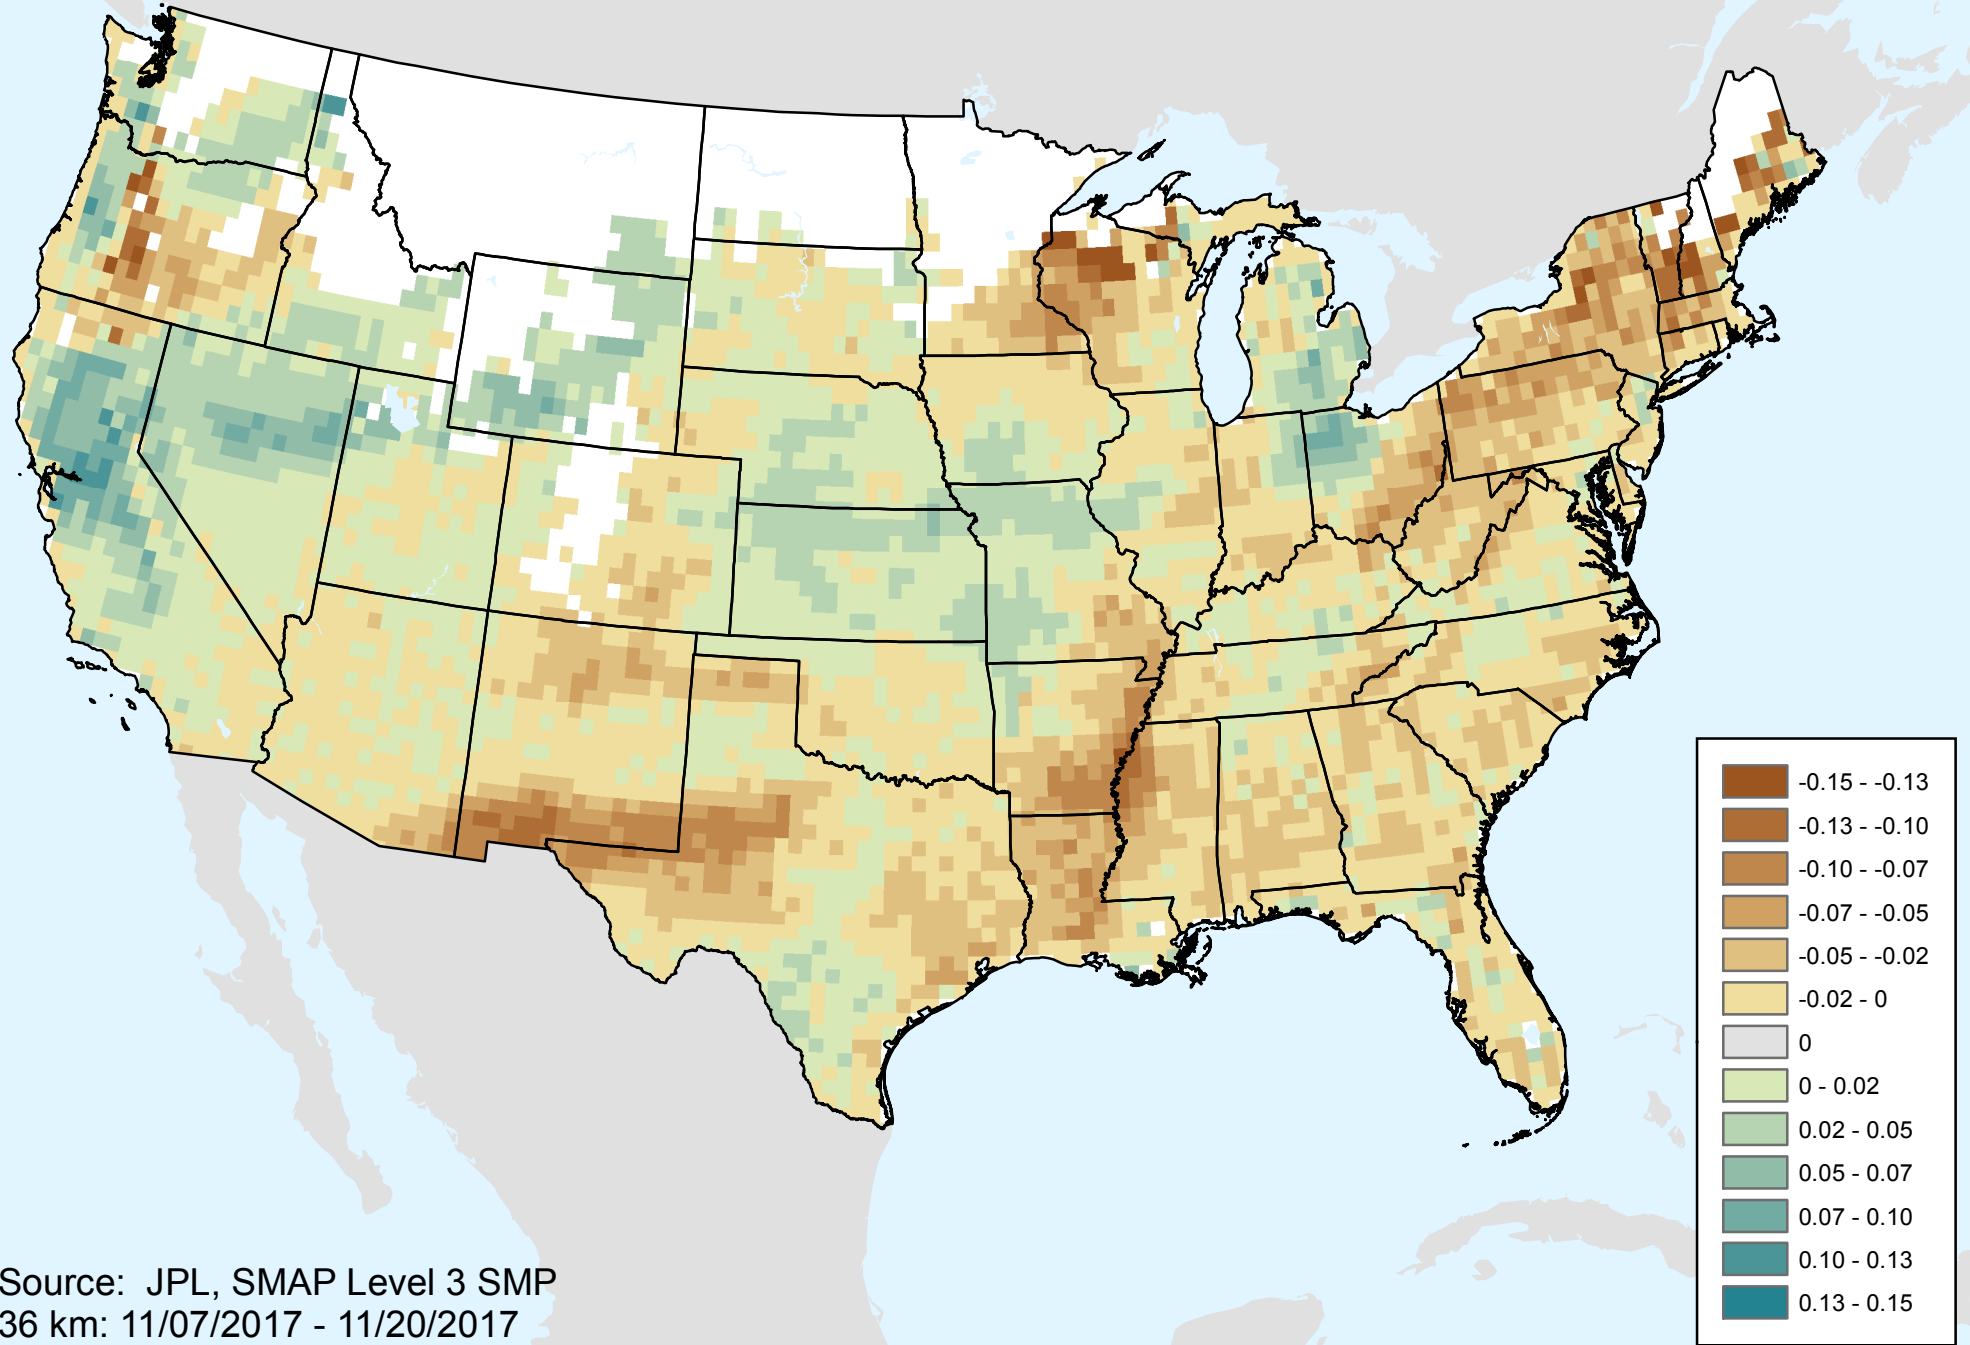 -0.15 - -0.13
-0.13 - -0.10
-0.10 - -0.07
-0.07 - -0.05
-0.05 - -0.02
-0.02 - 0
0
0 - 0.02
0.02 - 0.05
0.05 - 0.07
0.07 - 0.10
0.10 - 0.13
0.13 - 0.15
Source:  JPL, SMAP Level 3 SMP
36 km: 11/07/2017 - 11/20/2017